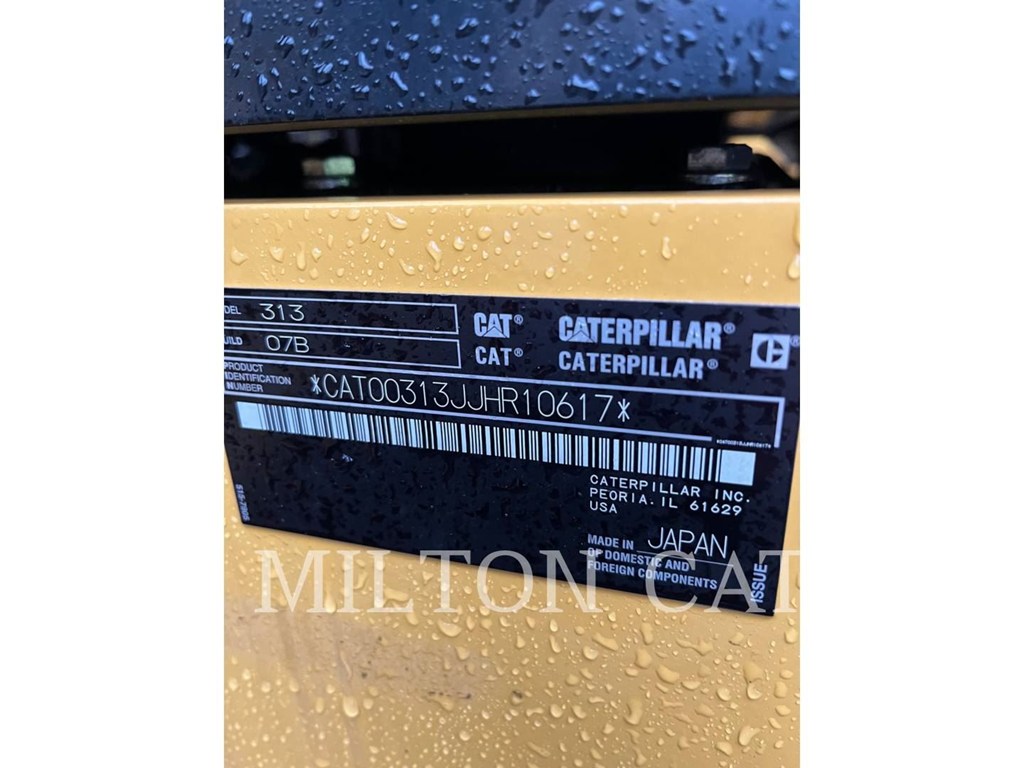 DEL 313
UILD 07B
CAT® CATERPILLAR®
CAT® CATERPILLAR®
PRODUCT
IDENTIFICATION
NUMBER
*CAT00313JJHR10617*
*CAT00313JJHR10617*
CATERPILLAR INC.
PEORIA, IL 61629
USA
MADE IN JAPAN
OF DOMESTIC AND
FOREIGN COMPONENTS
ISSUE
MILTON CAT